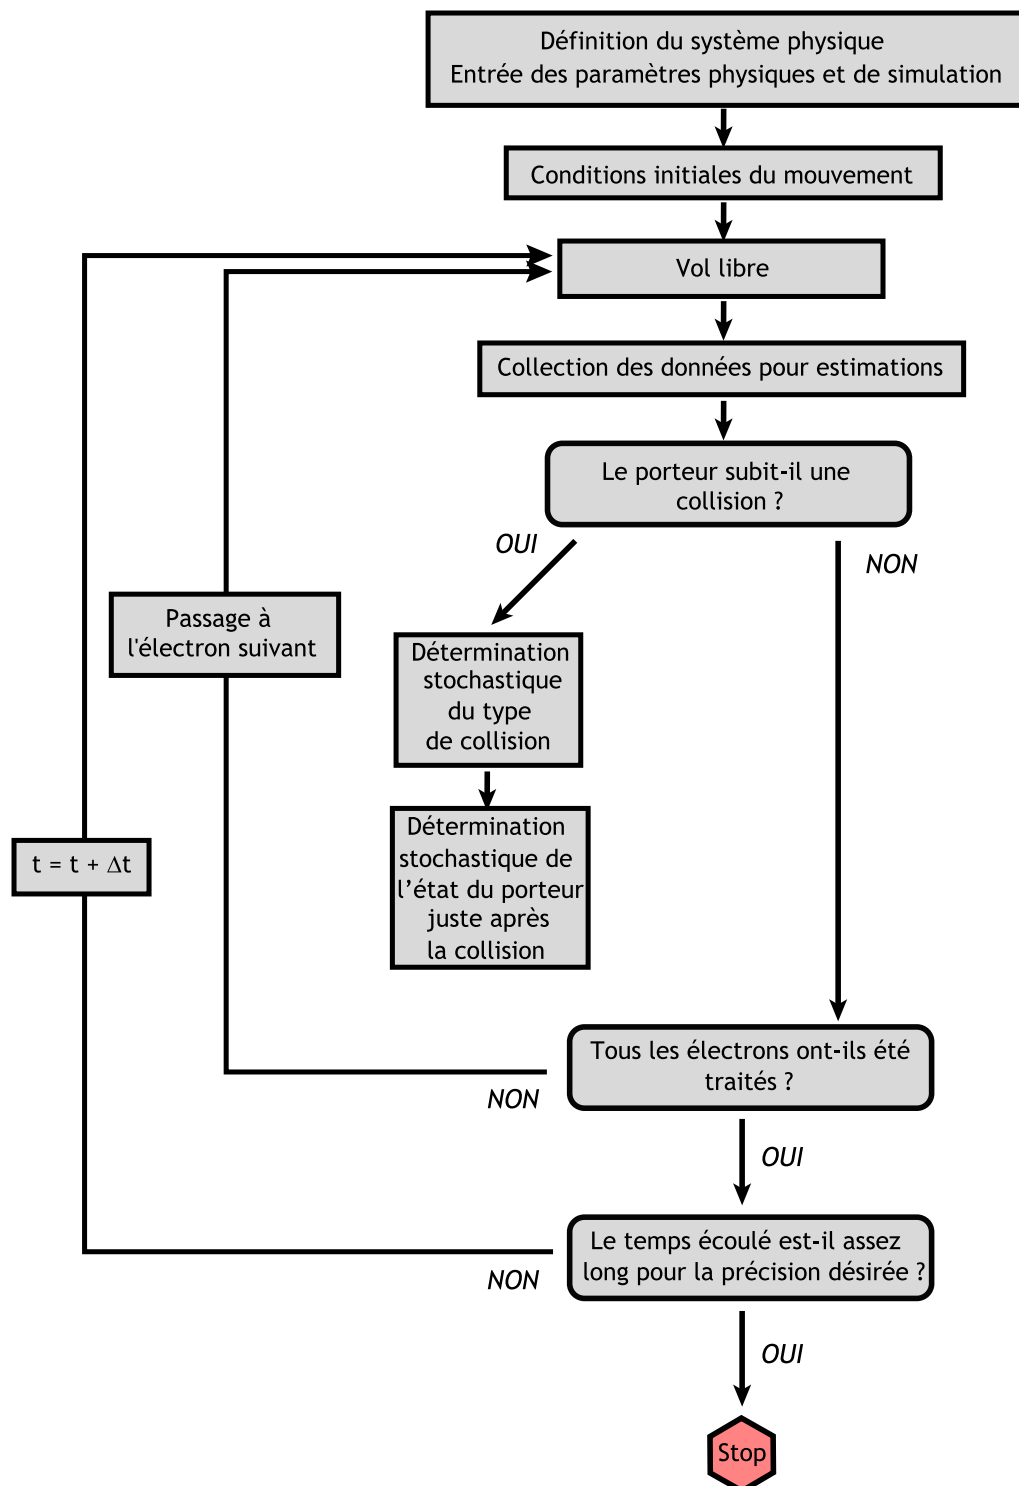 Définition du système physique
Entrée des paramètres physiques et de simulation
Conditions initiales du mouvement
Vol libre
Collection des données pour estimations
Le porteur subit-il une
collision ?
OUI
NON
Passage à
l'électron suivant
Détermination
stochastique
du type
de collision
Détermination
stochastique de
l’état du porteur
juste après
la collision
t = t + Δt
Tous les électrons ont-ils été
traités ?
NON
OUI
Le temps écoulé est-il assez
long pour la précision désirée ?
NON
OUI
Stop